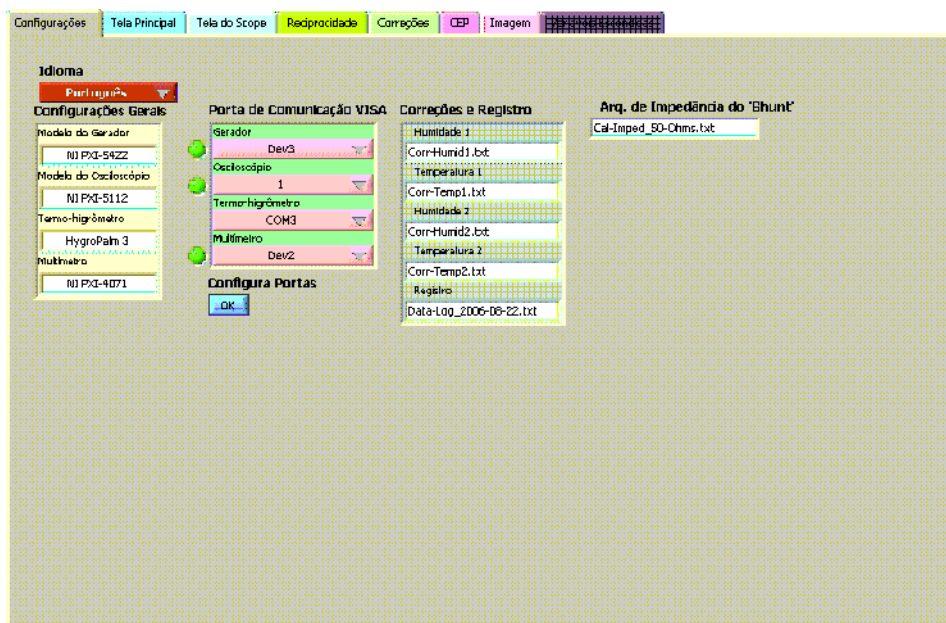 Configurações
Tela Principal
Tela do Scope
Reciprocidade
Correções
CEP
Imagem
Idioma
Português
Configurações Gerais
Modelo do Gerador
NI PXI-5422
Modelo do Osciloscópio
NI PXI-5112
Termo-higrômetro
HygroPalm 3
Multímetro
NI PXI-4071
Porta de Comunicação VISA
Gerador
Dev3
Osciloscópio
1
Termo-higrômetro
COM3
Multímetro
Dev2
Configura Portas
OK
Correções e Registro
Humidade 1
Corr-Humid1.txt
Temperatura 1
Corr-Temp1.txt
Humidade 2
Corr-Humid2.txt
Temperatura 2
Corr-Temp2.txt
Registro
Data-Log_2006-08-22.txt
Arq. de Impedância do 'Shunt'
Cal-Imped_50-Ohms.txt